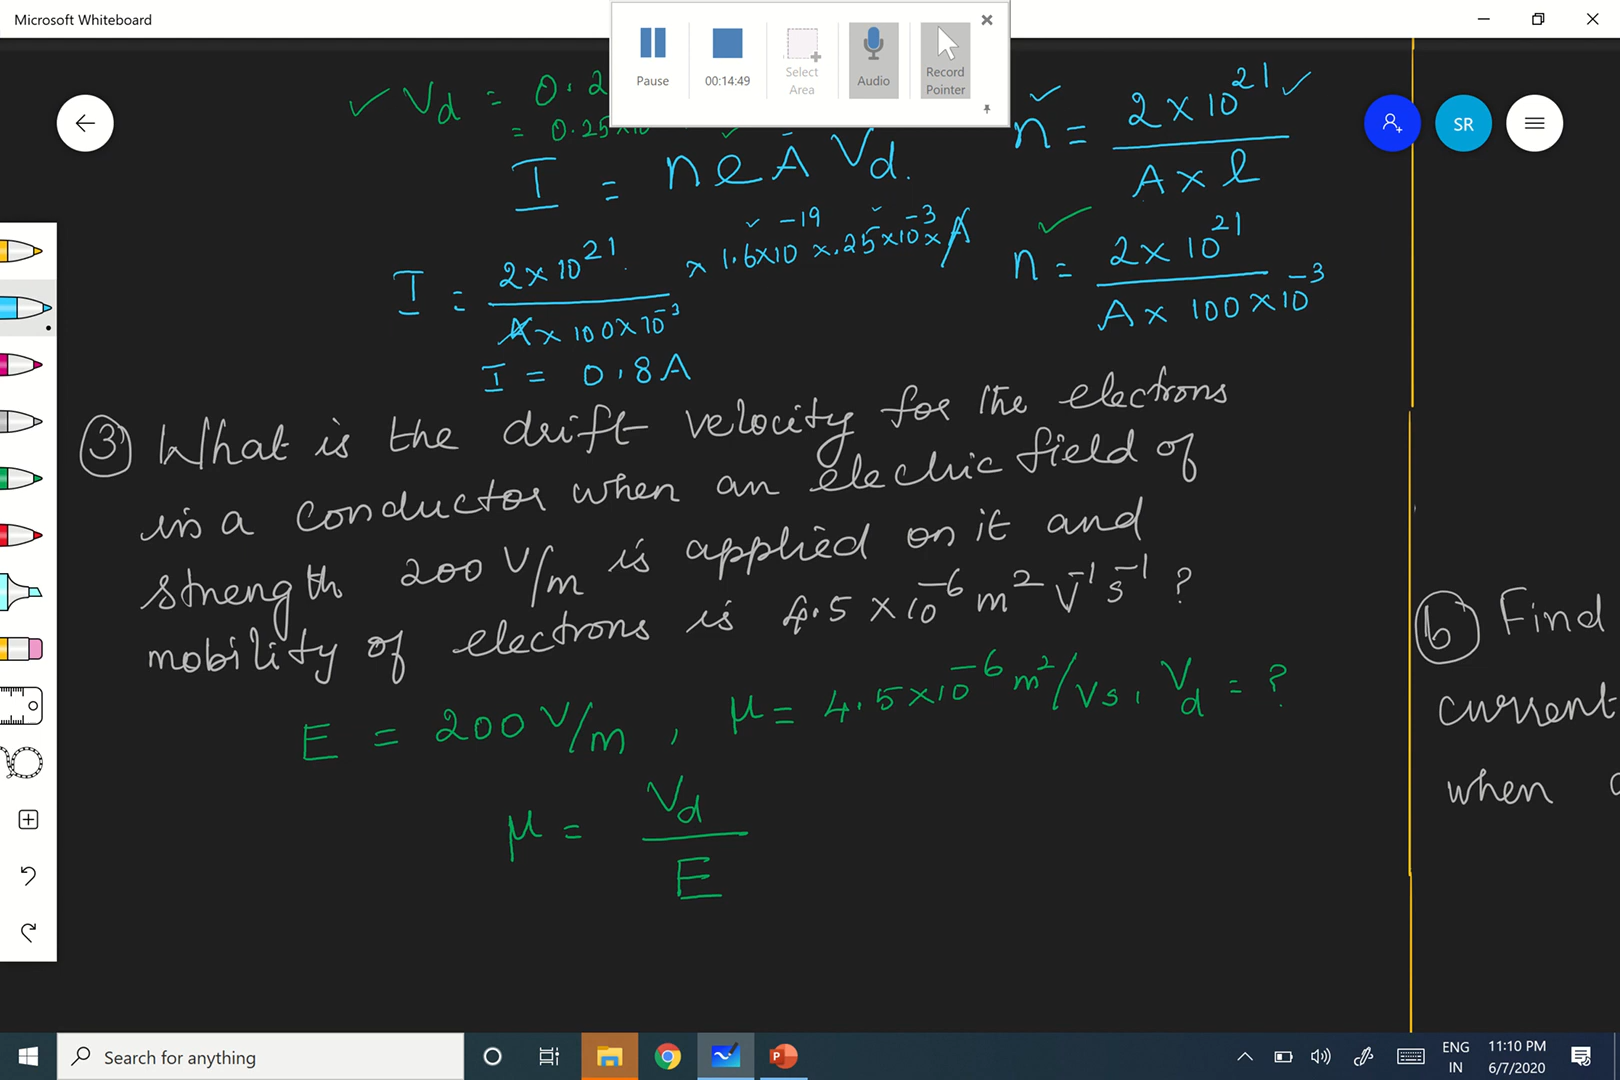 Microsoft Whiteboard
Pause
00:14:49
Select Area
Audio
Record Pointer
SR
✓ Vd = 0.2
= 0.25×10
I = n e A Vd.
n = 2 × 10^21 / A × l
I = 2 × 10^21 / A × 100 × 10^-3 × 1.6×10^-19 × .25×10^-3 × A
n = 2 × 10^21 / A × 100 × 10^-3
I = 0.8A
③ What is the drift velocity for the electrons
in a conductor when an electric field of
strength 200 V/m is applied on it and
mobility of electrons is 4.5 × 10^-6 m^2 V^-1 s^-1 ?
E = 200 V/m , μ = 4.5×10^-6 m^2/Vs, Vd = ?
μ = Vd / E
⑥ Find
current
when
Search for anything
ENG
IN
11:10 PM
6/7/2020